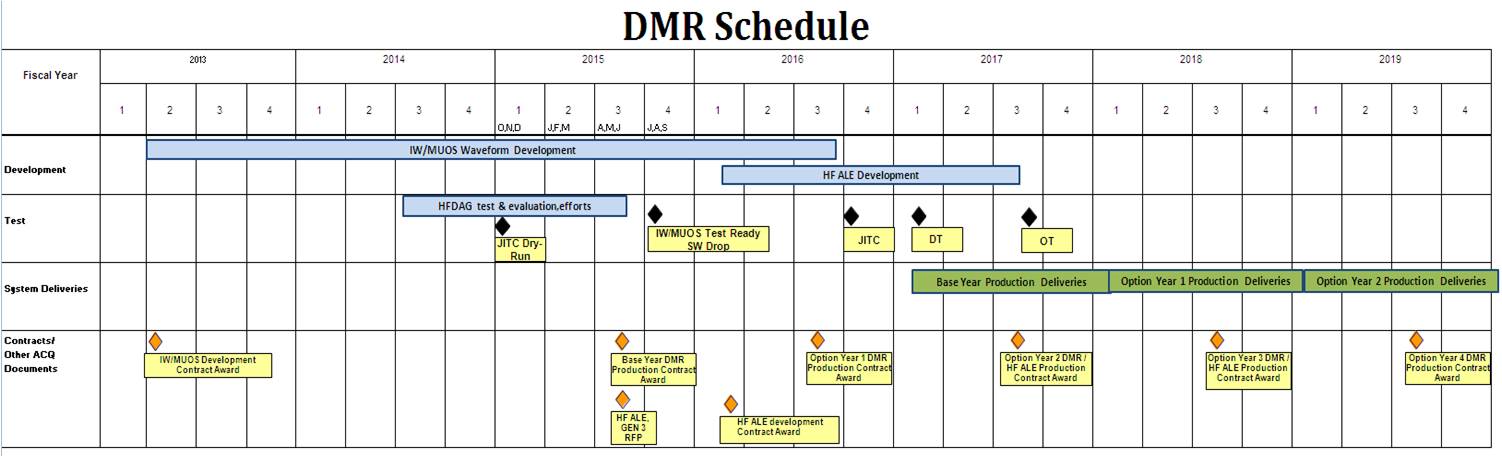 DMR Schedule
Fiscal Year
2013 2014 2015 2016 2017 2018 2019
1 2 3 4 1 2 3 4 1 2 3 4 1 2 3 4 1 2 3 4 1 2 3 4 1 2 3 4
O,N,D J,F,M A,M,J J,A,S
Development
IW/MUOS Waveform Development
HF ALE Development
Test
HFDAG test & evaluation,efforts
JITC Dry-
Run
IW/MUOS Test Ready
SW Drop
JITC
DT
OT
System Deliveries
Base Year Production Deliveries
Option Year 1 Production Deliveries
Option Year 2 Production Deliveries
Contracts/
Other ACQ
Documents
IW/MUOS Development
Contract Award
Base Year DMR
Production Contract
Award
Option Year 1 DMR
Production Contract
Award
Option Year 2 DMR /
HF ALE Production
Contract Award
Option Year 3 DMR /
HF ALE Production
Contract Award
Option Year 4 DMR
Production Contract
Award
HF ALE,
GEN 3
RFP
HF ALE development
Contract Award